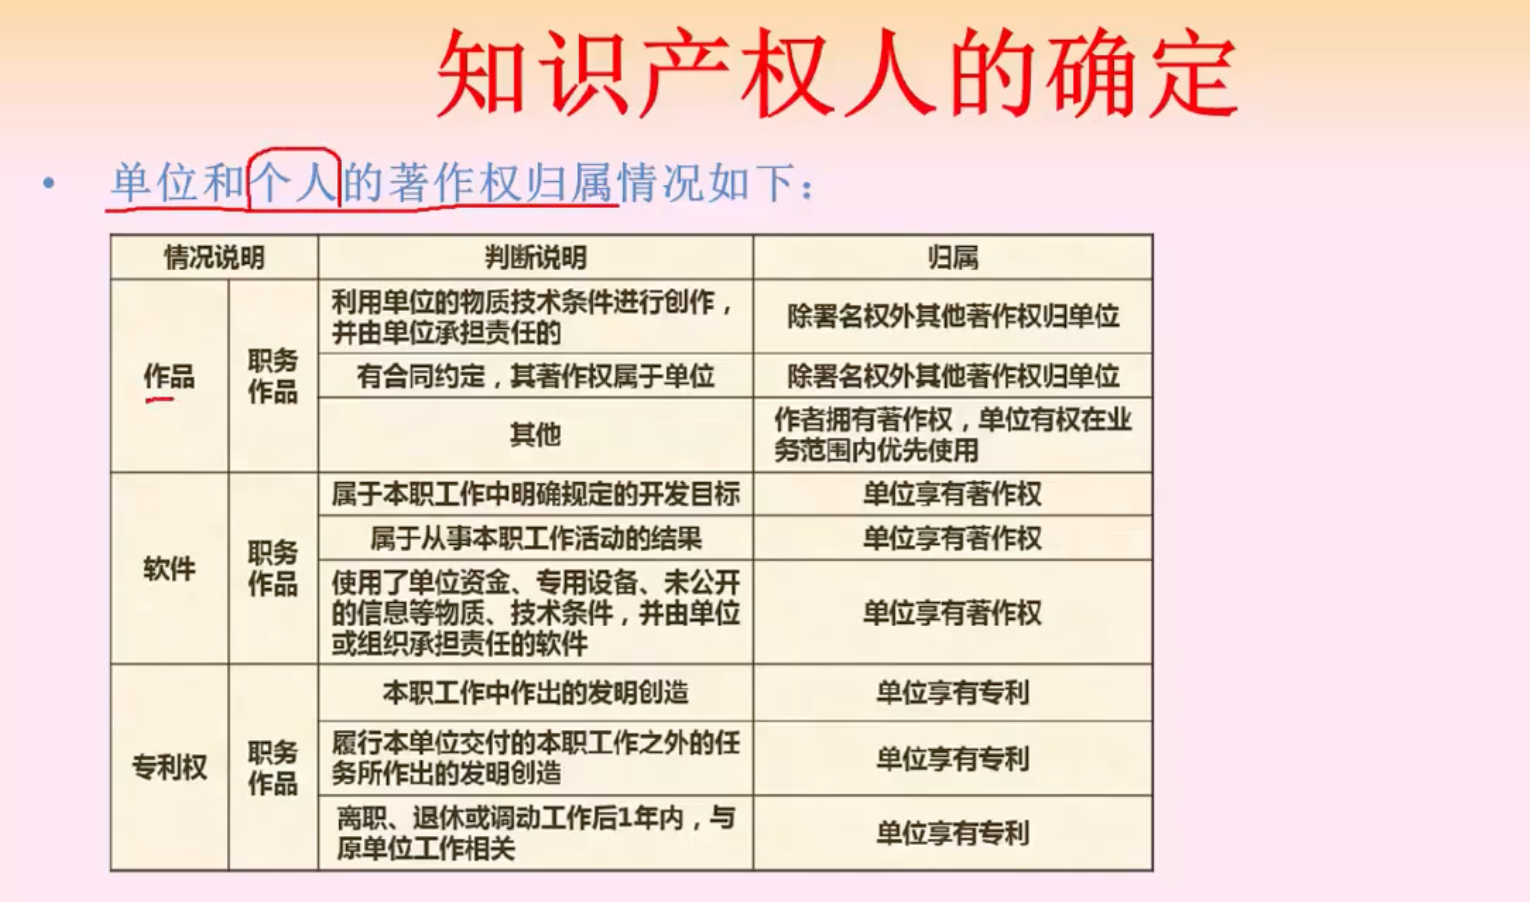 知识产权人的确定
• 单位和个人的著作权归属情况如下：
情况说明 判断说明 归属
作品
职务
作品
利用单位的物质技术条件进行创作，
并由单位承担责任的
除署名权外其他著作权归单位
有合同约定，其著作权属于单位
除署名权外其他著作权归单位
其他
作者拥有著作权，单位有权在业
务范围内优先使用
软件
职务
作品
属于本职工作中明确规定的开发目标
单位享有著作权
属于从事本职工作活动的结果
单位享有著作权
使用了单位资金、专用设备、未公开
的信息等物质、技术条件，并由单位
或组织承担责任的软件
单位享有著作权
专利权
职务
作品
本职工作中作出的发明创造
单位享有专利
履行本单位交付的本职工作之外的任
务所作出的发明创造
单位享有专利
离职、退休或调动工作后1年内，与
原单位工作相关
单位享有专利